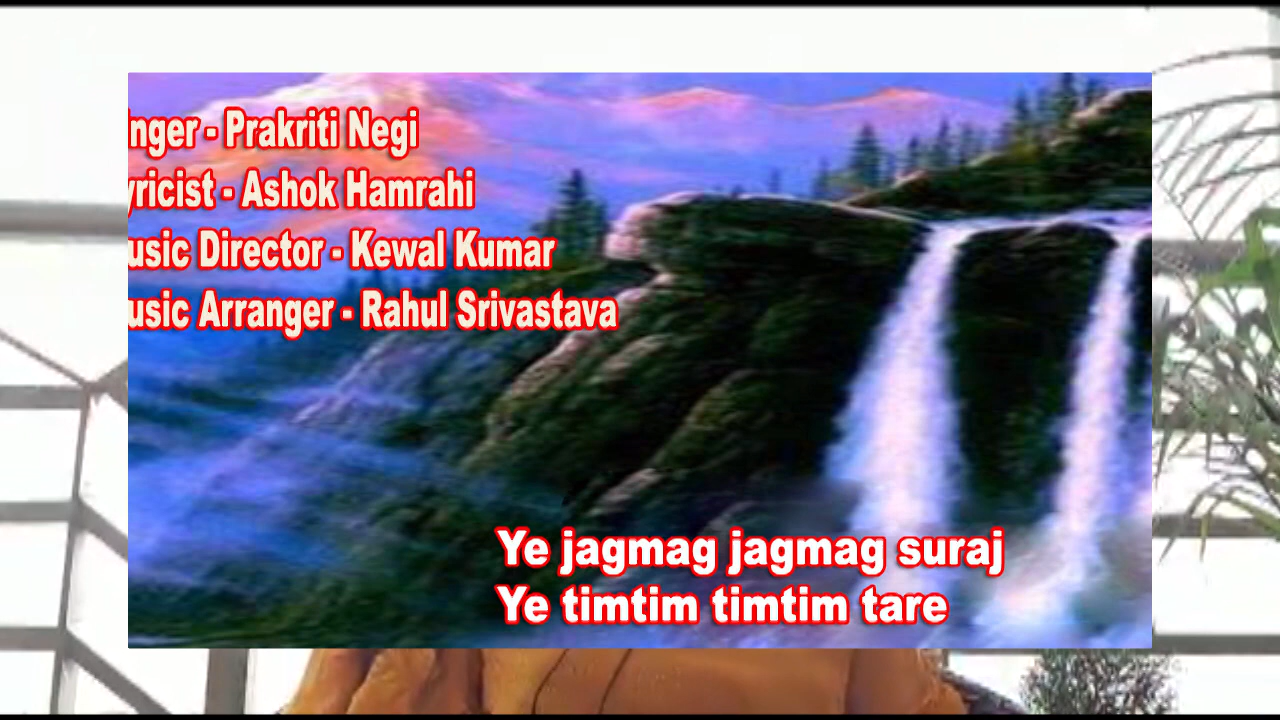 inger - Prakriti Negi
yricist - Ashok Hamrahi
usic Director - Kewal Kumar
usic Arranger - Rahul Srivastava
Ye jagmag jagmag suraj
Ye timtim timtim tare